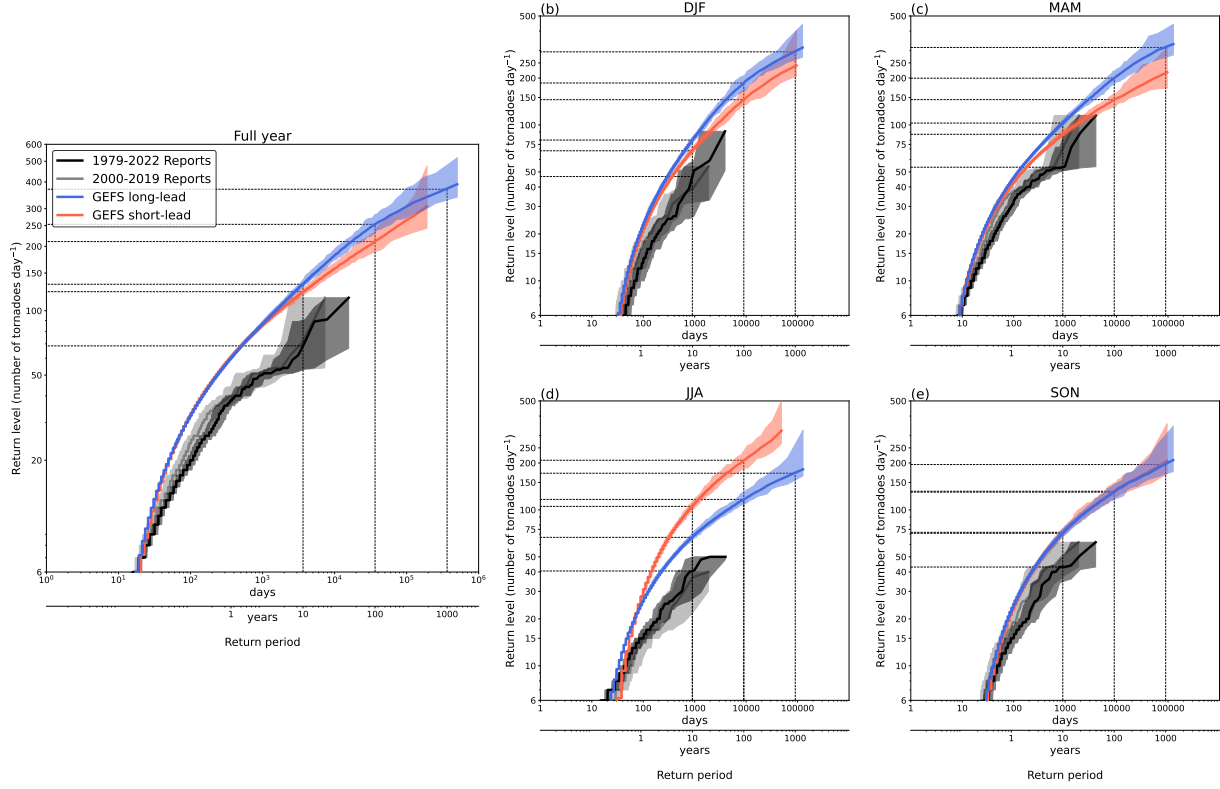 Full year
Return level (number of tornadoes day⁻¹)
600
500
400
300
250
200
150
100
50
20
6
1979-2022 Reports
2000-2019 Reports
GEFS long-lead
GEFS short-lead
10⁰ 10¹ 10² 10³ 10⁴ 10⁵ 10⁶
days
1 10 100 1000
years
Return period
(b) DJF
Return level (number of tornadoes day⁻¹)
500
250
200
150
100
75
50
40
30
20
15
10
6
1 10 100 1000 10000 100000
days
1 10 100 1000
years
(c) MAM
Return level (number of tornadoes day⁻¹)
500
250
200
150
100
75
50
40
30
20
15
10
6
1 10 100 1000 10000 100000
days
1 10 100 1000
years
(d) JJA
Return level (number of tornadoes day⁻¹)
500
250
200
150
100
75
50
40
30
20
15
10
6
1 10 100 1000 10000 100000
days
1 10 100 1000
years
Return period
(e) SON
Return level (number of tornadoes day⁻¹)
500
250
200
150
100
75
50
40
30
20
15
10
6
1 10 100 1000 10000 100000
days
1 10 100 1000
years
Return period